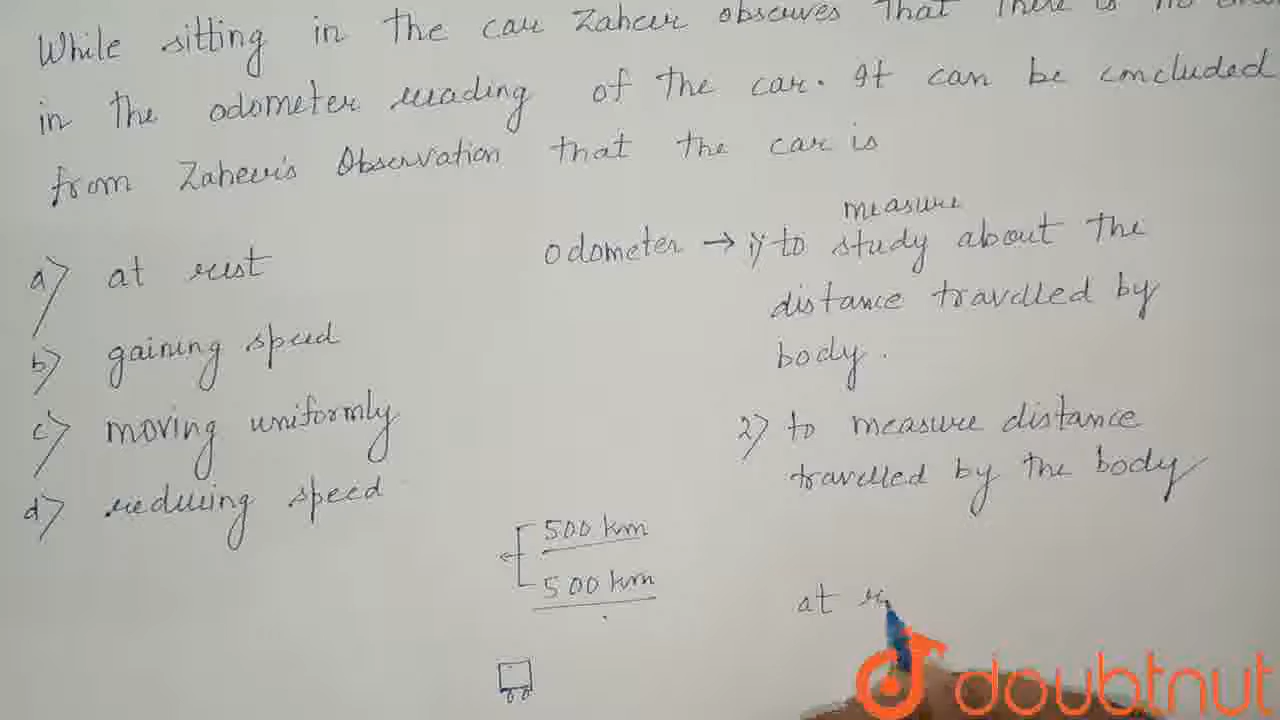 While sitting in the car Zaheer observes that there is no
in the odometer reading of the car. It can be concluded
from Zaheer's Observation that the car is
a) at rest
b) gaining speed
c) moving uniformly
d) reducing speed
measure
odometer → 1) to study about the
distance travelled by
body.
2) to measure distance
travelled by the body
500 km
500 km
at
doubtnut